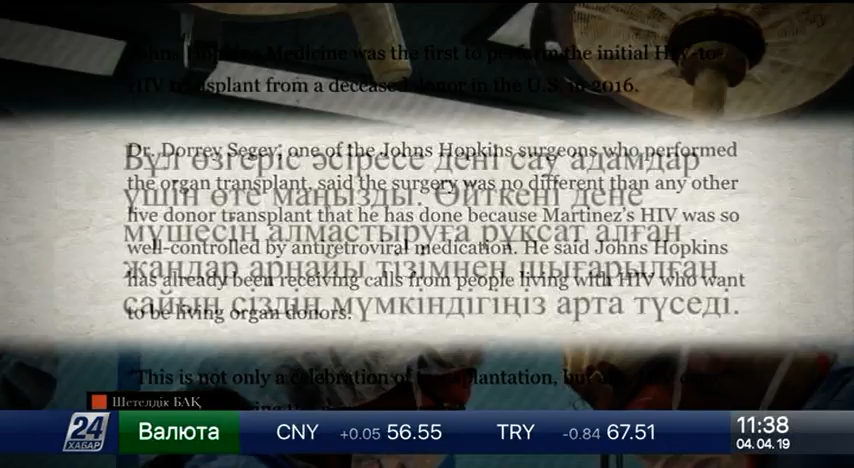 Johns Hopkins Medicine was the first to perform the initial HIV-to-
HIV transplant from a deceased donor in the U.S. in 2016.
Dr. Dorrey Segev, one of the Johns Hopkins surgeons who performed
the organ transplant, said the surgery was no different than any other
live donor transplant that he has done because Martinez's HIV was so
well-controlled by antiretroviral medication. He said Johns Hopkins
has already been receiving calls from people living with HIV who want
to be living organ donors.
Бұл өзгеріс әсіресе дені сау адамдар
үшін өте маңызды. Өйткені дене
мүшесін алмастыруға рұқсат алған
жандар арнайы тізімнен шығарылған
сайын сіздің мүмкіндігіңіз арта түседі.
"This is not only a celebration of transplantation, but
Шетелдік БАҚ
24
ХАБАР
Валюта
CNY +0.05 56.55
TRY -0.84 67.51
11:38
04.04.19